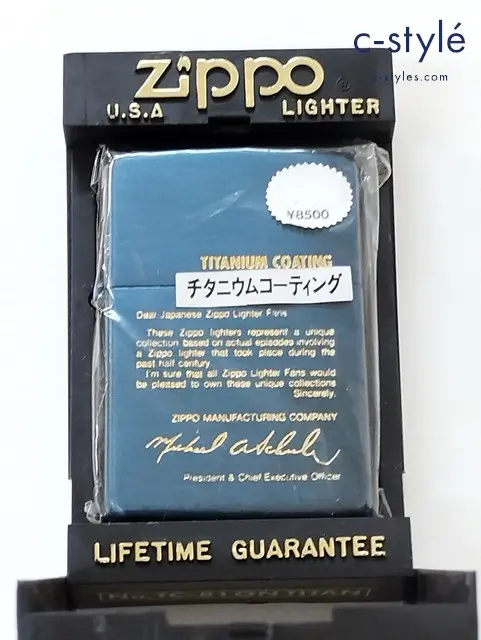 c-stylé
c-styles.com
zippo®
U.S.A LIGHTER
¥8500
TITANIUM COATING
チタニウムコーティング
Dear Japanese Zippo Lighter Fans
These Zippo lighters represent a unique
collection based on actual episodes involving
a Zippo lighter that took place during the
past half century.
I'm sure that all Zippo Lighter Fans would
be pleased to own these unique collections
Sincerely,
ZIPPO MANUFACTURING COMPANY
President & Chief Executive Officer
LIFETIME GUARANTEE